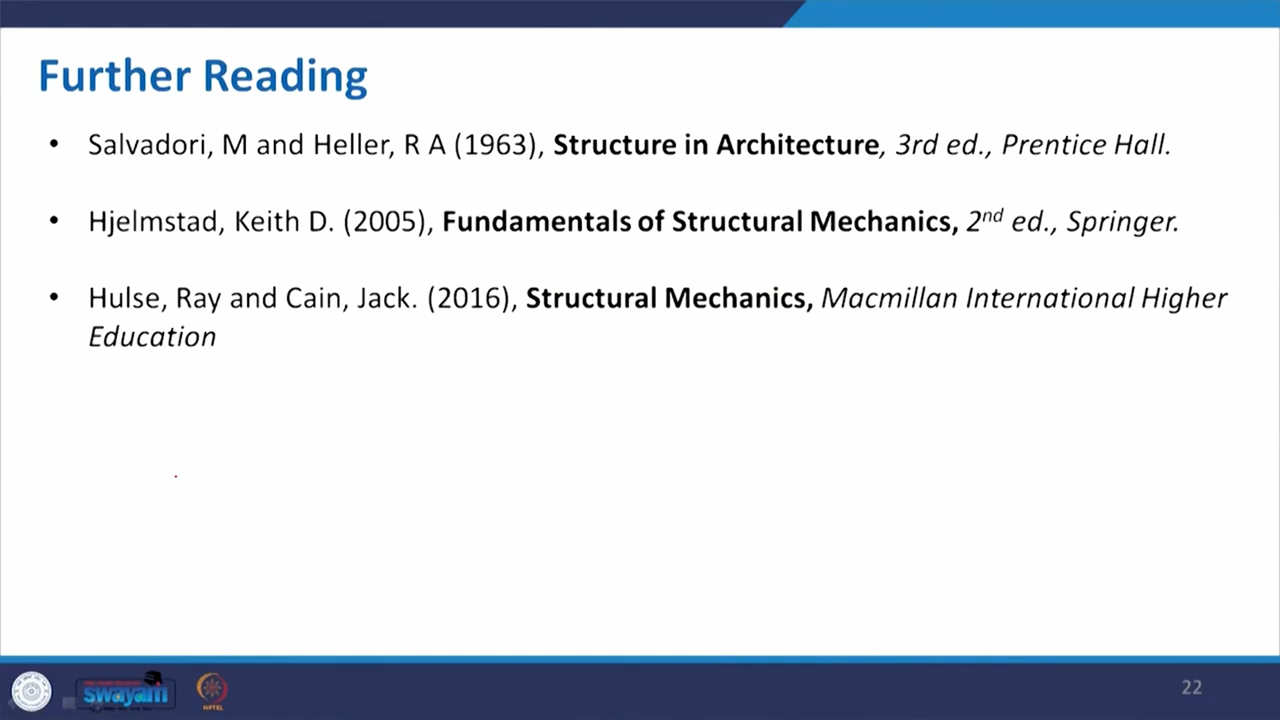 Further Reading
• Salvadori, M and Heller, R A (1963), Structure in Architecture, 3rd ed., Prentice Hall.
• Hjelmstad, Keith D. (2005), Fundamentals of Structural Mechanics, 2nd ed., Springer.
• Hulse, Ray and Cain, Jack. (2016), Structural Mechanics, Macmillan International Higher
Education
swayam
NPTEL
22